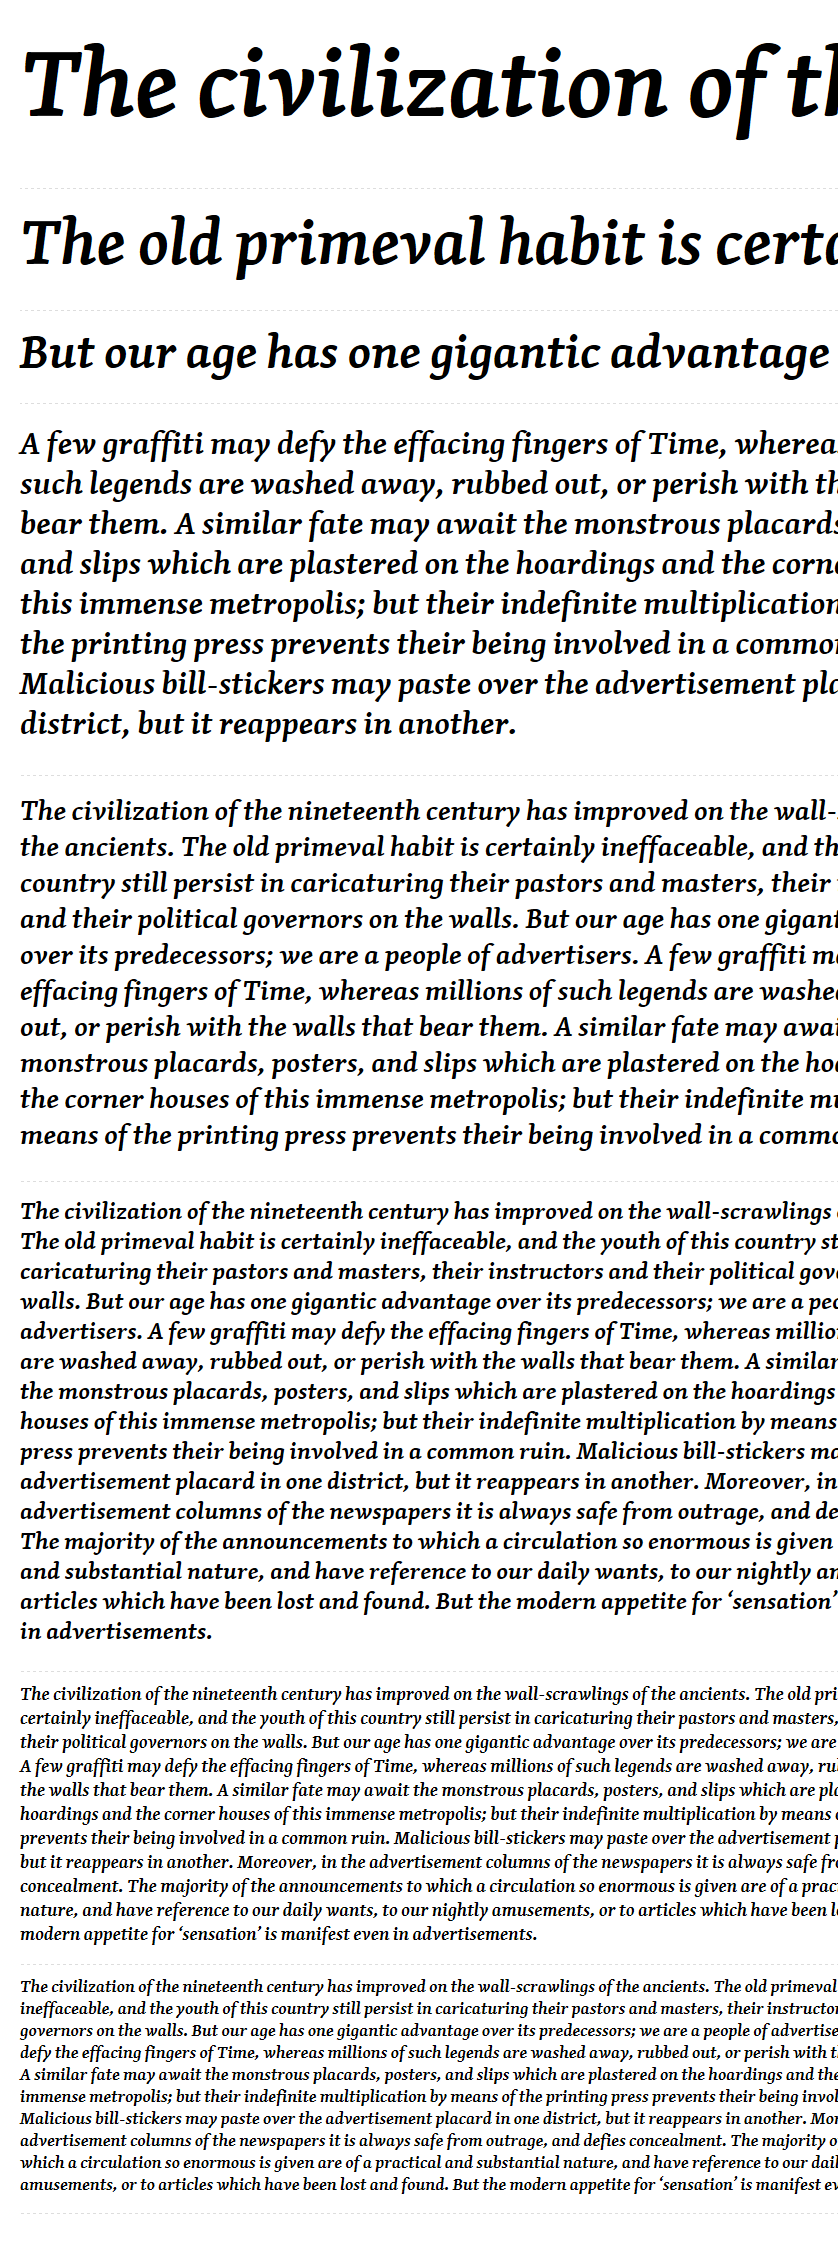 The civilization of th
The old primeval habit is certa
But our age has one gigantic advantage
A few graffiti may defy the effacing fingers of Time, whereas
such legends are washed away, rubbed out, or perish with th
bear them. A similar fate may await the monstrous placards
and slips which are plastered on the hoardings and the corne
this immense metropolis; but their indefinite multiplication
the printing press prevents their being involved in a common
Malicious bill-stickers may paste over the advertisement pla
district, but it reappears in another.
The civilization of the nineteenth century has improved on the wall-
the ancients. The old primeval habit is certainly ineffaceable, and th
country still persist in caricaturing their pastors and masters, their
and their political governors on the walls. But our age has one gigant
over its predecessors; we are a people of advertisers. A few graffiti ma
effacing fingers of Time, whereas millions of such legends are washed
out, or perish with the walls that bear them. A similar fate may awai
monstrous placards, posters, and slips which are plastered on the hoa
the corner houses of this immense metropolis; but their indefinite mu
means of the printing press prevents their being involved in a commo
The civilization of the nineteenth century has improved on the wall-scrawlings
The old primeval habit is certainly ineffaceable, and the youth of this country st
caricaturing their pastors and masters, their instructors and their political gove
walls. But our age has one gigantic advantage over its predecessors; we are a peo
advertisers. A few graffiti may defy the effacing fingers of Time, whereas million
are washed away, rubbed out, or perish with the walls that bear them. A similar
the monstrous placards, posters, and slips which are plastered on the hoardings
houses of this immense metropolis; but their indefinite multiplication by means
press prevents their being involved in a common ruin. Malicious bill-stickers ma
advertisement placard in one district, but it reappears in another. Moreover, in
advertisement columns of the newspapers it is always safe from outrage, and de
The majority of the announcements to which a circulation so enormous is given
and substantial nature, and have reference to our daily wants, to our nightly an
articles which have been lost and found. But the modern appetite for ‘sensation’
in advertisements.
The civilization of the nineteenth century has improved on the wall-scrawlings of the ancients. The old pri
certainly ineffaceable, and the youth of this country still persist in caricaturing their pastors and masters,
their political governors on the walls. But our age has one gigantic advantage over its predecessors; we are
A few graffiti may defy the effacing fingers of Time, whereas millions of such legends are washed away, ru
the walls that bear them. A similar fate may await the monstrous placards, posters, and slips which are pla
hoardings and the corner houses of this immense metropolis; but their indefinite multiplication by means
prevents their being involved in a common ruin. Malicious bill-stickers may paste over the advertisement p
but it reappears in another. Moreover, in the advertisement columns of the newspapers it is always safe fro
concealment. The majority of the announcements to which a circulation so enormous is given are of a pract
nature, and have reference to our daily wants, to our nightly amusements, or to articles which have been l
modern appetite for ‘sensation’ is manifest even in advertisements.
The civilization of the nineteenth century has improved on the wall-scrawlings of the ancients. The old primeval
ineffaceable, and the youth of this country still persist in caricaturing their pastors and masters, their instructor
governors on the walls. But our age has one gigantic advantage over its predecessors; we are a people of advertise
defy the effacing fingers of Time, whereas millions of such legends are washed away, rubbed out, or perish with th
A similar fate may await the monstrous placards, posters, and slips which are plastered on the hoardings and the
immense metropolis; but their indefinite multiplication by means of the printing press prevents their being invol
Malicious bill-stickers may paste over the advertisement placard in one district, but it reappears in another. Mor
advertisement columns of the newspapers it is always safe from outrage, and defies concealment. The majority o
which a circulation so enormous is given are of a practical and substantial nature, and have reference to our dail
amusements, or to articles which have been lost and found. But the modern appetite for ‘sensation’ is manifest ev